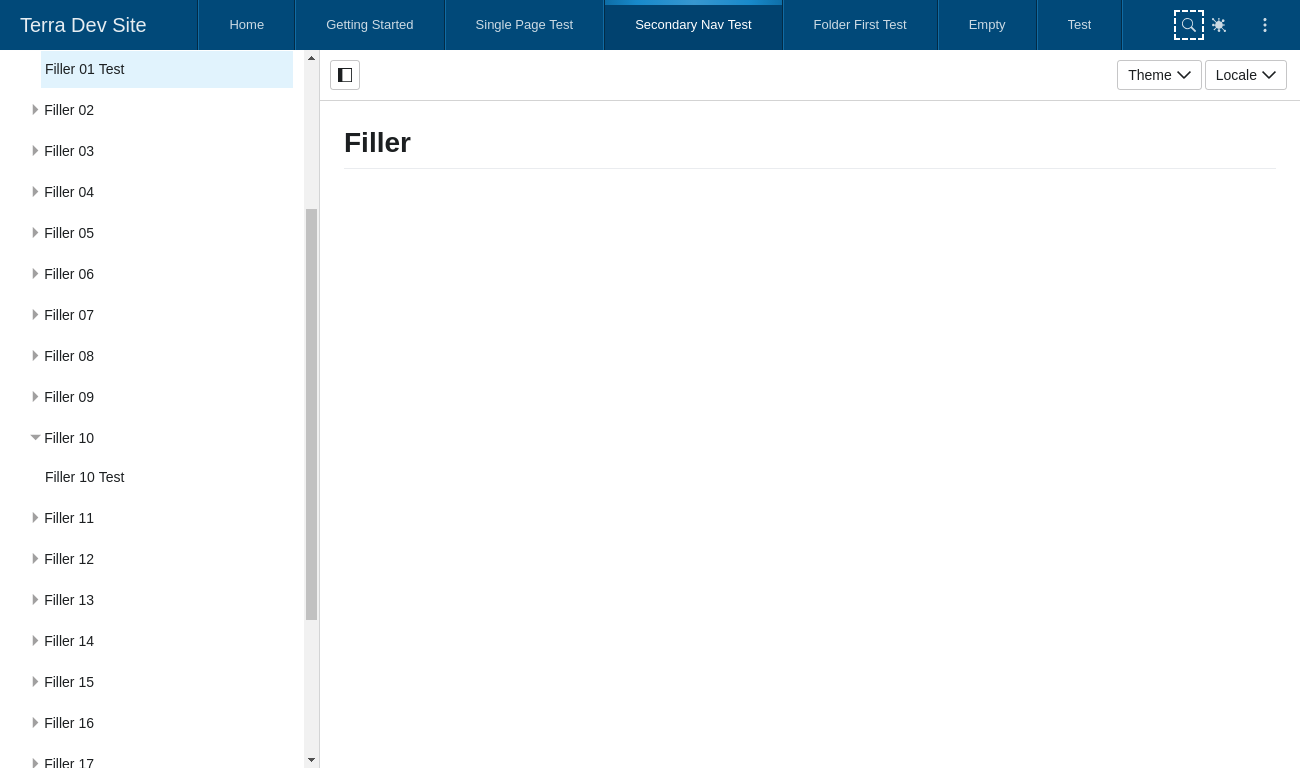 Terra Dev Site
Home
Getting Started
Single Page Test
Secondary Nav Test
Folder First Test
Empty
Test
Filler 01 Test
Filler 02
Filler 03
Filler 04
Filler 05
Filler 06
Filler 07
Filler 08
Filler 09
Filler 10
Filler 10 Test
Filler 11
Filler 12
Filler 13
Filler 14
Filler 15
Filler 16
Filler 17
Theme
Locale
Filler